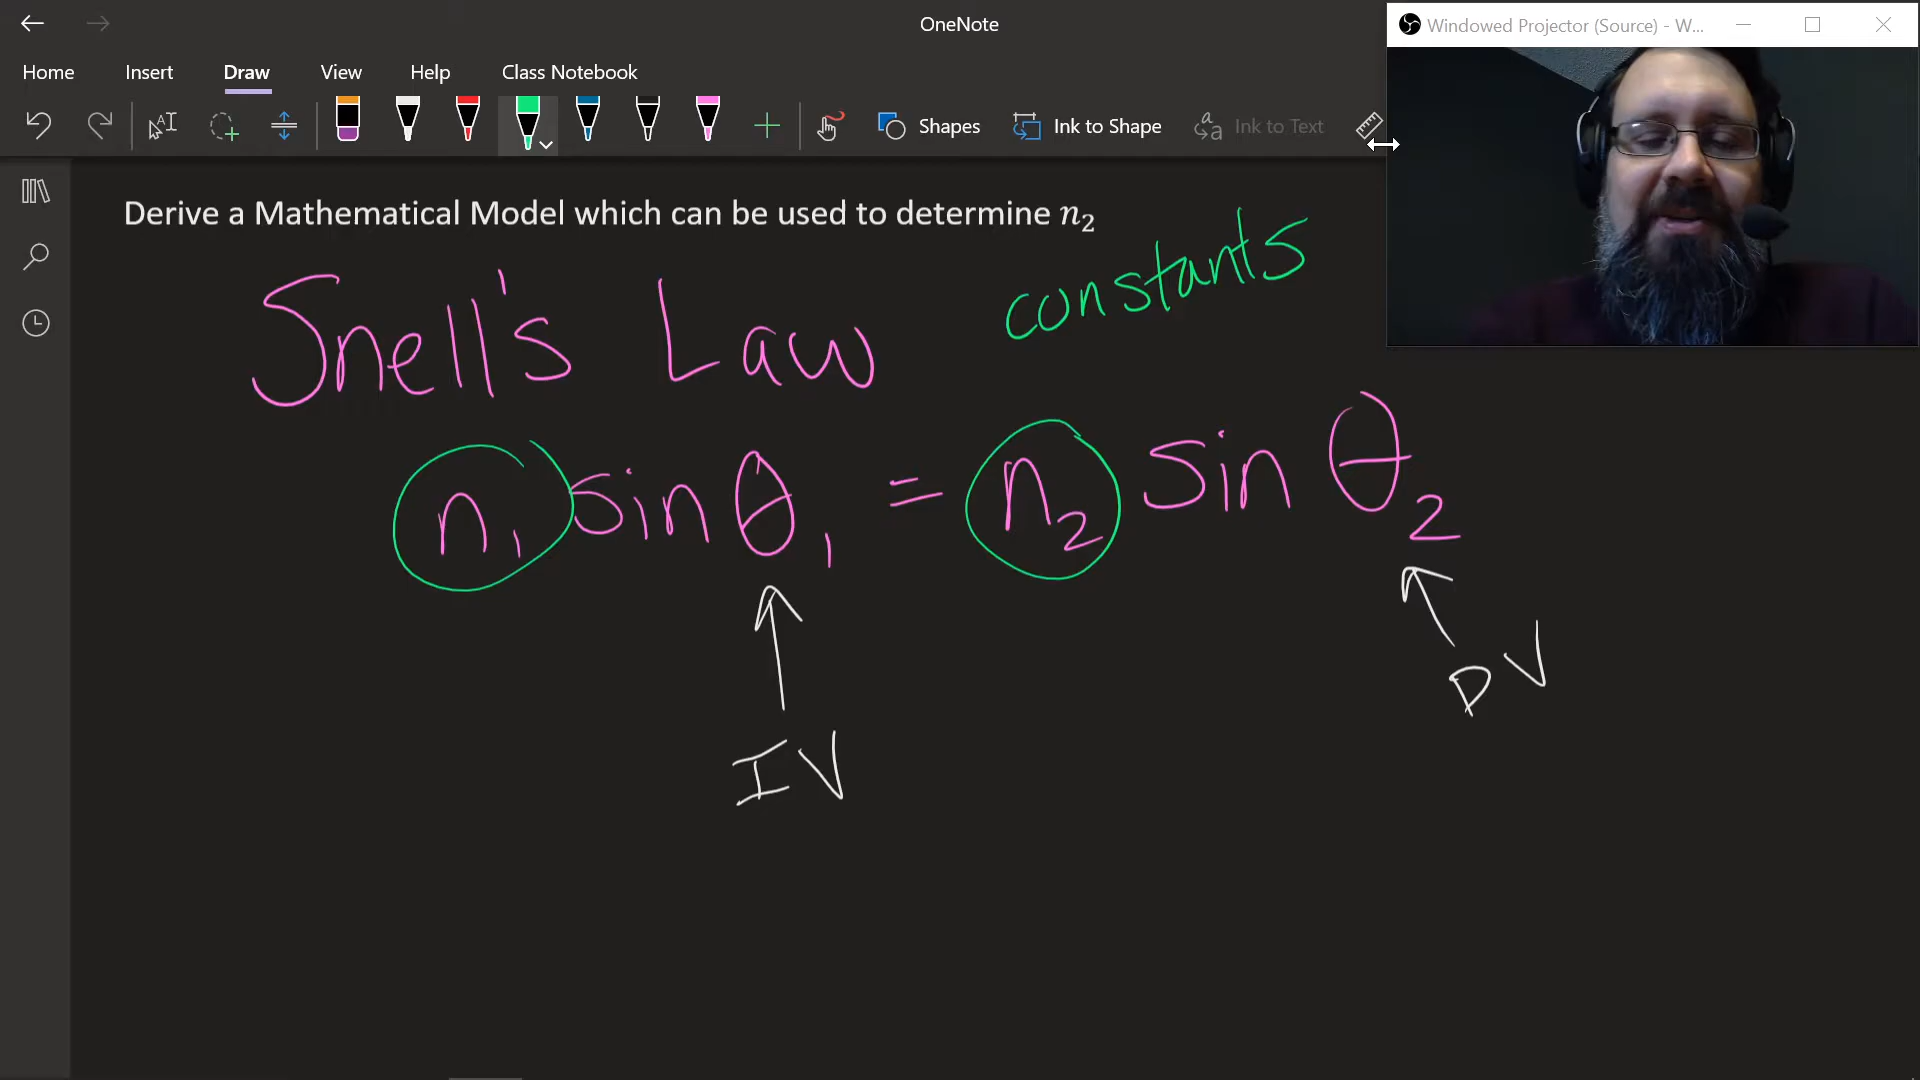 OneNote
Windowed Projector (Source) - W...
Home Insert Draw View Help Class Notebook
Shapes Ink to Shape Ink to Text
Derive a Mathematical Model which can be used to determine n₂
constants
Snell's Law
n₁ sin θ₁ = n₂ sin θ₂
DV
IV